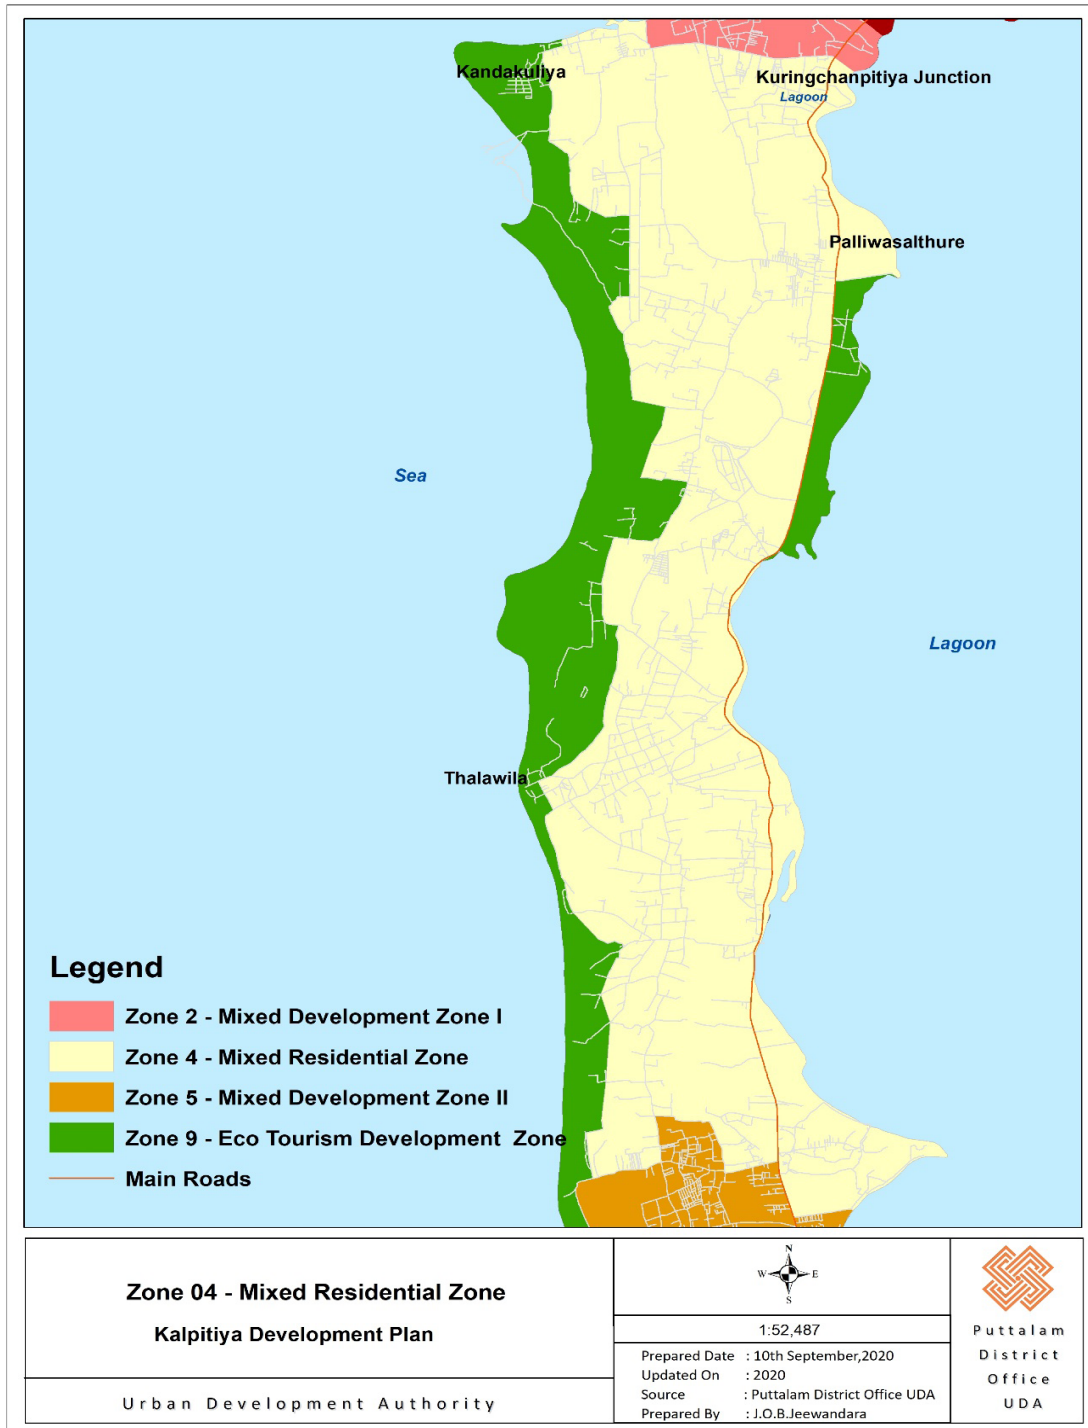 Kandakuliya
Kuringchanpitiya Junction
Lagoon
Palliwasalthure
Sea
Lagoon
Thalawila
Legend
Zone 2 - Mixed Development Zone I
Zone 4 - Mixed Residential Zone
Zone 5 - Mixed Development Zone II
Zone 9 - Eco Tourism Development Zone
Main Roads
Zone 04 - Mixed Residential Zone
Kalpitiya Development Plan
Urban Development Authority
N
W E
S
1:52,487
Prepared Date : 10th September,2020
Updated On : 2020
Source : Puttalam District Office UDA
Prepared By : J.O.B.Jeewandara
Puttalam
District
Office
UDA